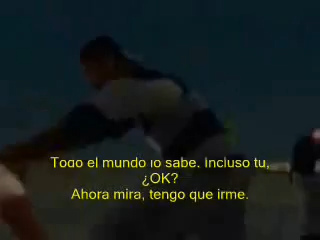 Todo el mundo lo sabe. Incluso tu,
¿OK?
Ahora mira, tengo que irme.